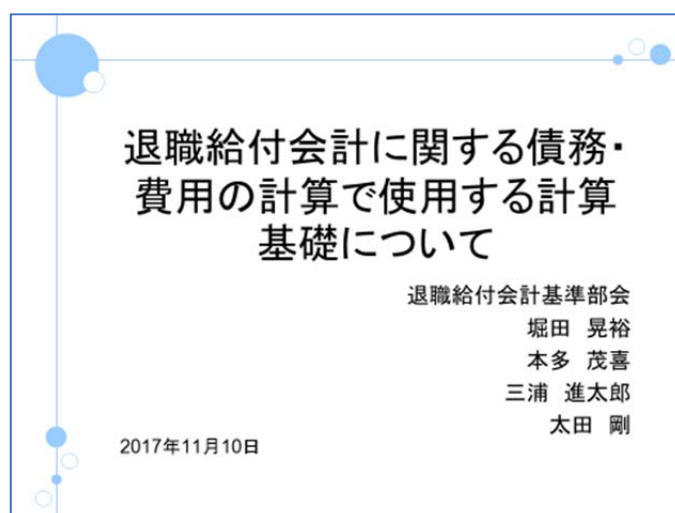 退職給付会計に関する債務・
費用の計算で使用する計算
基礎について
退職給付会計基準部会
堀田　晃裕
本多　茂喜
三浦　進太郎
太田　剛
2017年11月10日